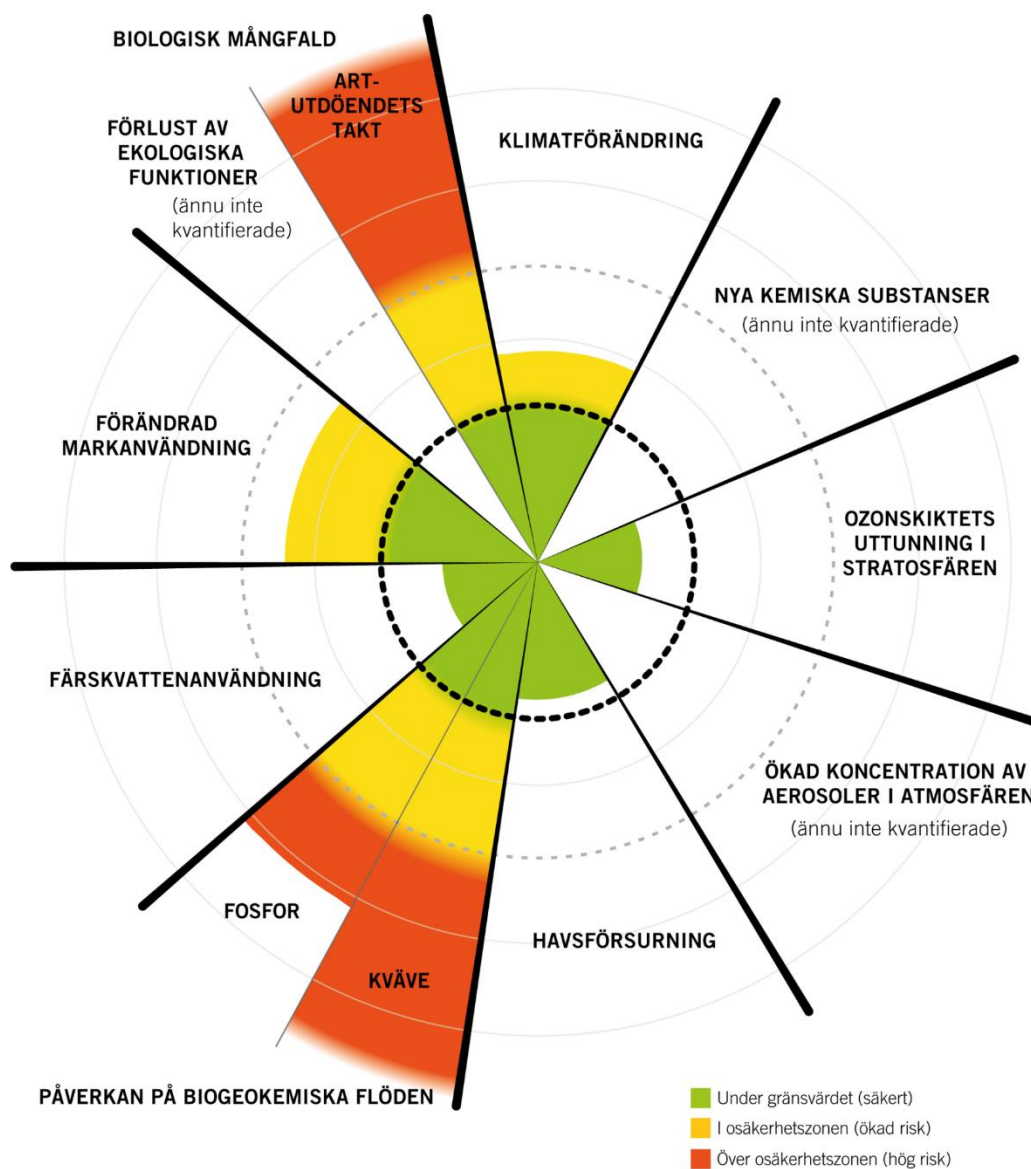 BIOLOGISK MÅNGFALD
ART-
UTDÖENDETS
TAKT
FÖRLUST AV
EKOLOGISKA
FUNKTIONER
(ännu inte
kvantifierade)
KLIMATFÖRÄNDRING
NYA KEMISKA SUBSTANSER
(ännu inte kvantifierade)
FÖRÄNDRAD
MARKANVÄNDNING
OZONSKIKTETS
UTTUNNING I
STRATOSFÄREN
FÄRSKVATTENANVÄNDNING
ÖKAD KONCENTRATION AV
AEROSOLER I ATMOSFÄREN
(ännu inte kvantifierade)
FOSFOR
HAVSFÖRSURNING
KVÄVE
PÅVERKAN PÅ BIOGEOKEMISKA FLÖDEN
Under gränsvärdet (säkert)
I osäkerhetszonen (ökad risk)
Över osäkerhetszonen (hög risk)